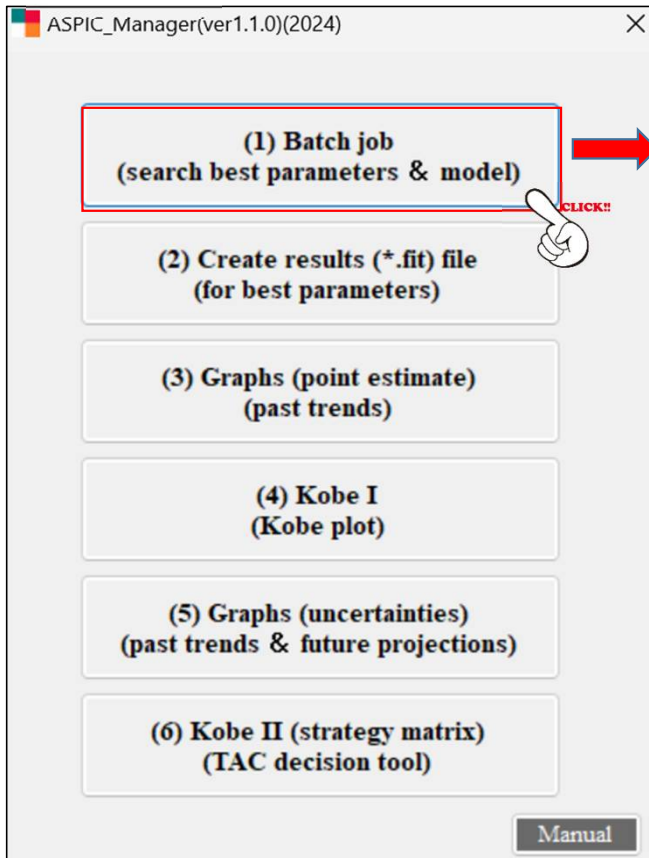 ASPIC_Manager(ver1.1.0)(2024)
(1) Batch job
(search best parameters & model)
CLICK!!
(2) Create results (*.fit) file
(for best parameters)
(3) Graphs (point estimate)
(past trends)
(4) Kobe I
(Kobe plot)
(5) Graphs (uncertainties)
(past trends & future projections)
(6) Kobe II (strategy matrix)
(TAC decision tool)
Manual